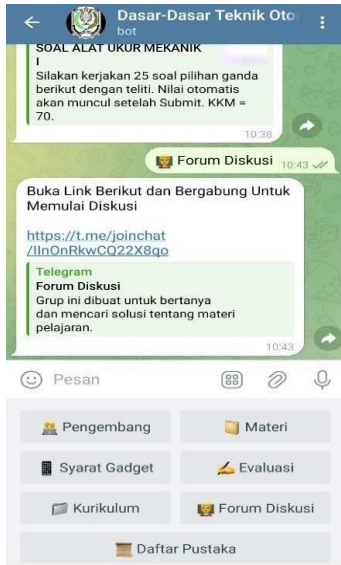 Dasar-Dasar Teknik Oto
bot
SOAL ALAT UKUR MEKANIK
I
Silakan kerjakan 25 soal pilihan ganda
berikut dengan teliti. Nilai otomatis
akan muncul setelah Submit. KKM =
70.
10:38
Forum Diskusi 10:43
Buka Link Berikut dan Bergabung Untuk
Memulai Diskusi
https://t.me/joinchat
/IInOnRkwCQ22X8qo
Telegram
Forum Diskusi
Grup ini dibuat untuk bertanya
dan mencari solusi tentang materi
pelajaran.
10:43
Pesan
Pengembang
Materi
Syarat Gadget
Evaluasi
Kurikulum
Forum Diskusi
Daftar Pustaka